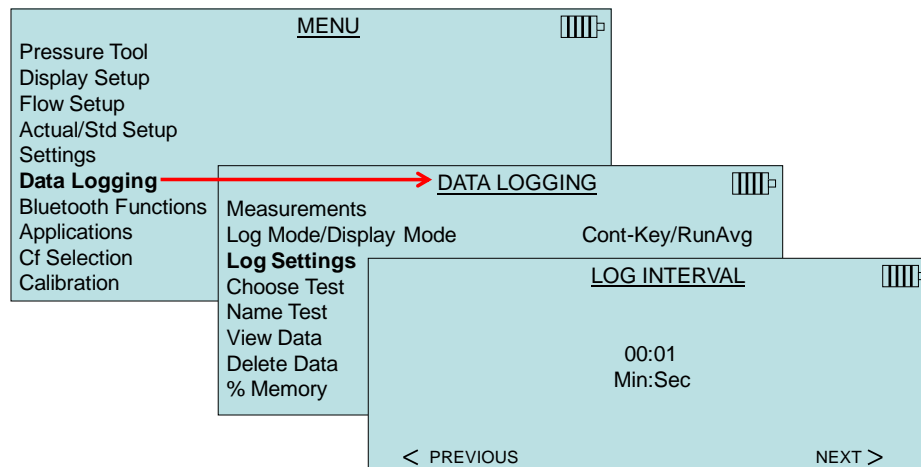 MENU
Pressure Tool
Display Setup
Flow Setup
Actual/Std Setup
Settings
Data Logging
Bluetooth Functions
Applications
Cf Selection
Calibration
DATA LOGGING
Measurements
Log Mode/Display Mode Cont-Key/RunAvg
Log Settings
Choose Test
Name Test
View Data
Delete Data
% Memory
LOG INTERVAL
00:01
Min:Sec
< PREVIOUS NEXT >